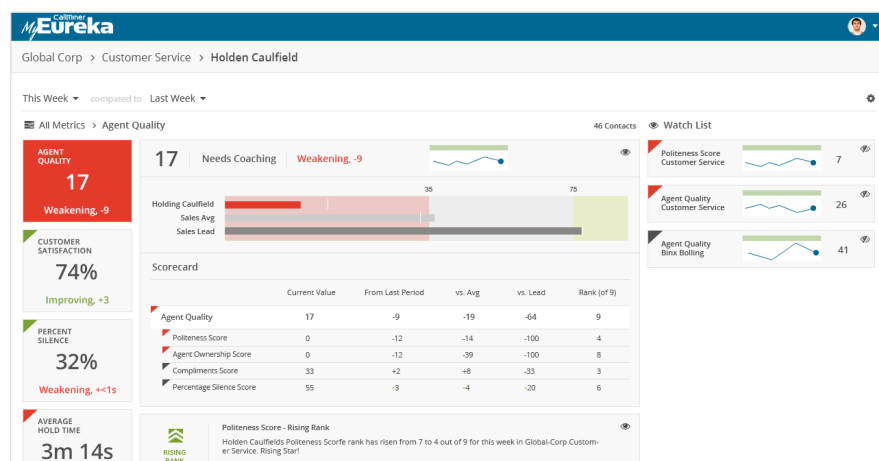 CallMiner
MyEureka
Global Corp > Customer Service > Holden Caulfield
This Week compared to Last Week
All Metrics > Agent Quality
46 Contacts
Watch List
AGENT
QUALITY
17
Weakening, -9
CUSTOMER
SATISFACTION
74%
Improving, +3
PERCENT
SILENCE
32%
Weakening, +<1s
AVERAGE
HOLD TIME
3m 14s
17 Needs Coaching Weakening, -9
35 75
Holding Caulfield
Sales Avg
Sales Lead
Scorecard
Current Value From Last Period vs. Avg vs. Lead Rank (of 9)
Agent Quality 17 -9 -19 -64 9
Politeness Score 0 -12 -14 -100 4
Agent Ownership Score 0 -12 -39 -100 8
Compliments Score 33 +2 +8 -33 3
Percentage Silence Score 55 -3 -4 -20 6
RISING
RANK
Politeness Score - Rising Rank
Holden Caulfields Politeness Scorfe rank has risen from 7 to 4 out of 9 for this week in Global-Corp Custom-
er Service. Rising Star!
Politeness Score
Customer Service
7
Agent Quality
Customer Service
26
Agent Quality
Binx Bolling
41